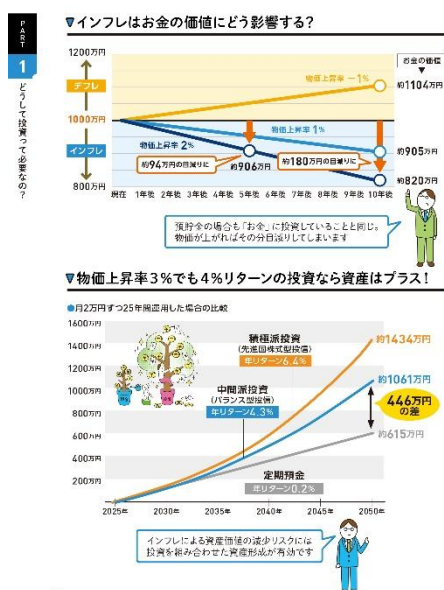 PART
1
どうして投資って必要なの？
▼インフレはお金の価値にどう影響する？
1200万円
デフレ
1000万円
インフレ
800万円
お金の価値
▼
物価上昇率 −1％
約1104万円
物価上昇率 1％
約905万円
物価上昇率 2％
約820万円
約94万円の目減りに
約906万円
約180万円の目減りに
現在 1年後 2年後 3年後 4年後 5年後 6年後 7年後 8年後 9年後 10年後
預貯金の場合も「お金」に投資していることと同じ。
物価が上がればその分目減りしてしまいます
▼物価上昇率3％でも4％リターンの投資なら資産はプラス！
●月2万円ずつ25年間運用した場合の比較
1600万円
1400万円
1200万円
1000万円
800万円
600万円
400万円
200万円
積極派投資
(先進国株式型投信)
年リターン6.4％
約1434万円
中間派投資
(バランス型投信)
年リターン4.3％
約1061万円
446万円
の差
約615万円
定期預金
年リターン0.2％
2025年 2030年 2035年 2040年 2045年 2050年
インフレによる資産価値の減少リスクには
投資を組み合わせた資産形成が有効です